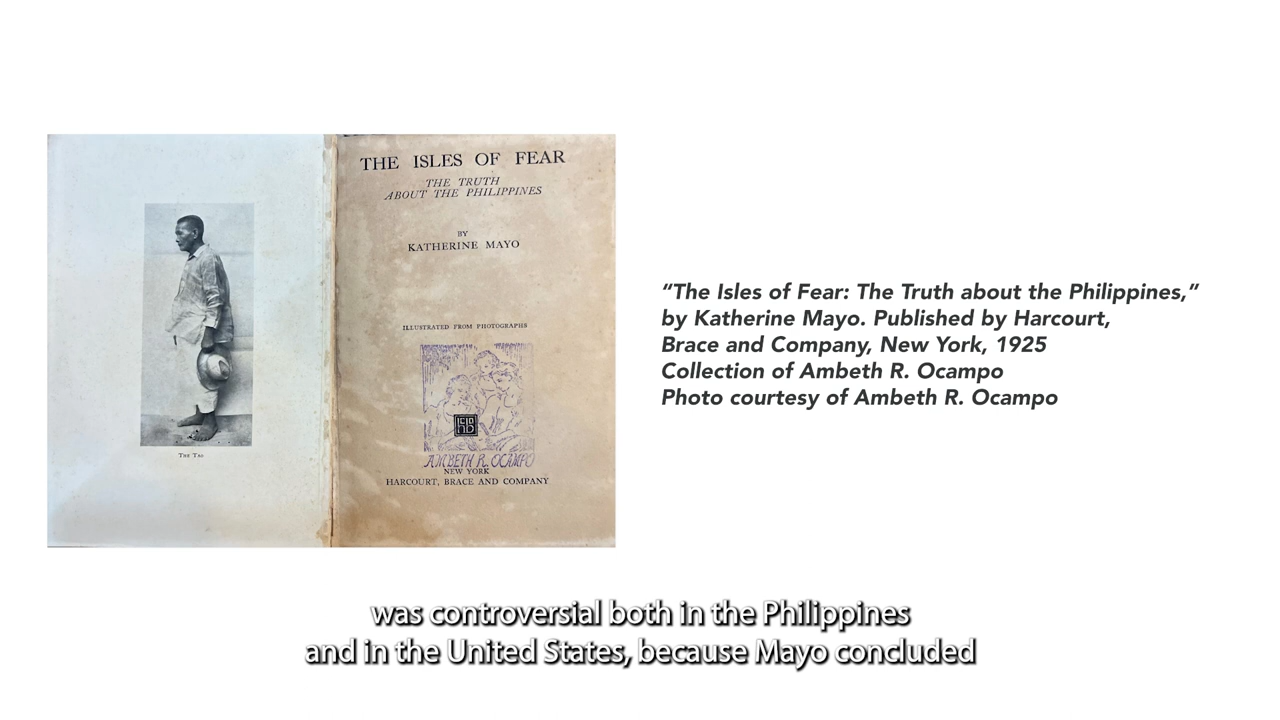 THE ISLES OF FEAR
THE TRUTH
ABOUT THE PHILIPPINES
BY
KATHERINE MAYO
ILLUSTRATED FROM PHOTOGRAPHS
AMBETH R. OCAMPO
NEW YORK
HARCOURT, BRACE AND COMPANY
THE TAO
“The Isles of Fear: The Truth about the Philippines,”
by Katherine Mayo. Published by Harcourt,
Brace and Company, New York, 1925
Collection of Ambeth R. Ocampo
Photo courtesy of Ambeth R. Ocampo
was controversial both in the Philippines
and in the United States, because Mayo concluded